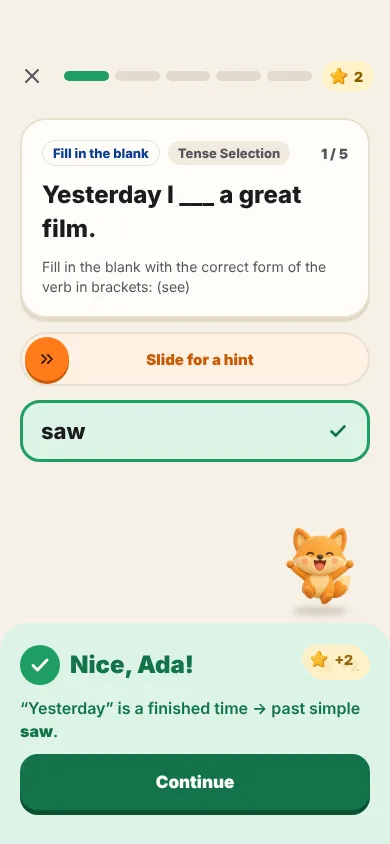 2
Fill in the blank
Tense Selection
1 / 5
Yesterday I ___ a great
film.
Fill in the blank with the correct form of the
verb in brackets: (see)
Slide for a hint
saw
Nice, Ada!
+2
“Yesterday” is a finished time → past simple
saw.
Continue